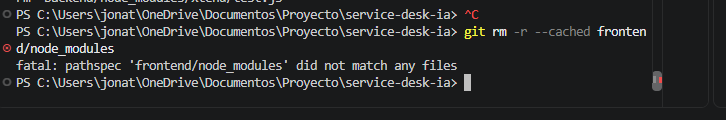 PS C:\Users\jonat\OneDrive\Documentos\Proyecto\service-desk-ia> ^C
PS C:\Users\jonat\OneDrive\Documentos\Proyecto\service-desk-ia> git rm -r --cached fronten
d/node_modules
fatal: pathspec 'frontend/node_modules' did not match any files
PS C:\Users\jonat\OneDrive\Documentos\Proyecto\service-desk-ia>